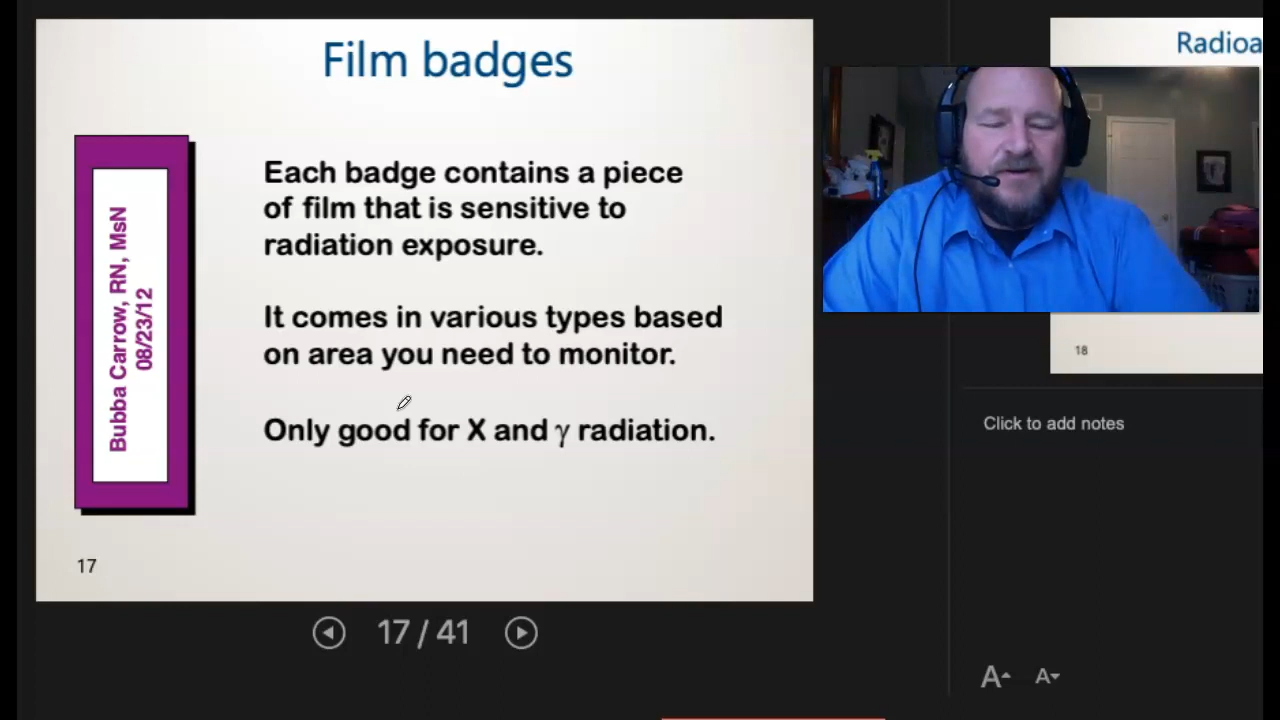 Film badges
Bubba Carrow, RN, MsN
08/23/12
Each badge contains a piece
of film that is sensitive to
radiation exposure.
It comes in various types based
on area you need to monitor.
Only good for X and γ radiation.
17
17 / 41
Radioa
18
Click to add notes
A
A